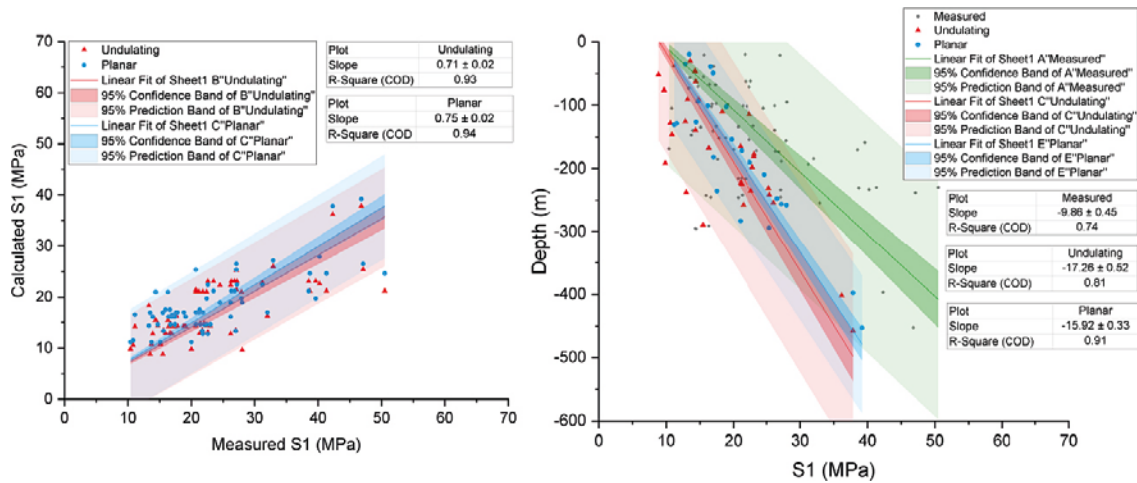 Undulating
Planar
Linear Fit of Sheet1 B"Undulating"
95% Confidence Band of B"Undulating"
95% Prediction Band of B"Undulating"
Linear Fit of Sheet1 C"Planar"
95% Confidence Band of C"Planar"
95% Prediction Band of C"Planar"
Plot Undulating
Slope 0.71 ± 0.02
R-Square (COD) 0.93
Plot Planar
Slope 0.75 ± 0.02
R-Square (COD 0.94
Calculated S1 (MPa)
70
60
50
40
30
20
10
0
0 10 20 30 40 50 60 70
Measured S1 (MPa)
Measured
Undulating
Planar
Linear Fit of Sheet1 A"Measured"
95% Confidence Band of A"Measured"
95% Prediction Band of A"Measured"
Linear Fit of Sheet1 C"Undulating"
95% Confidence Band of C"Undulating"
95% Prediction Band of C"Undulating"
Linear Fit of Sheet1 E"Planar"
95% Confidence Band of E"Planar"
95% Prediction Band of E"Planar"
Plot Measured
Slope -9.86 ± 0.45
R-Square (COD) 0.74
Plot Undulating
Slope -17.26 ± 0.52
R-Square (COD) 0.81
Plot Planar
Slope -15.92 ± 0.33
R-Square (COD) 0.91
Depth (m)
0
-100
-200
-300
-400
-500
-600
0 10 20 30 40 50 60 70
S1 (MPa)